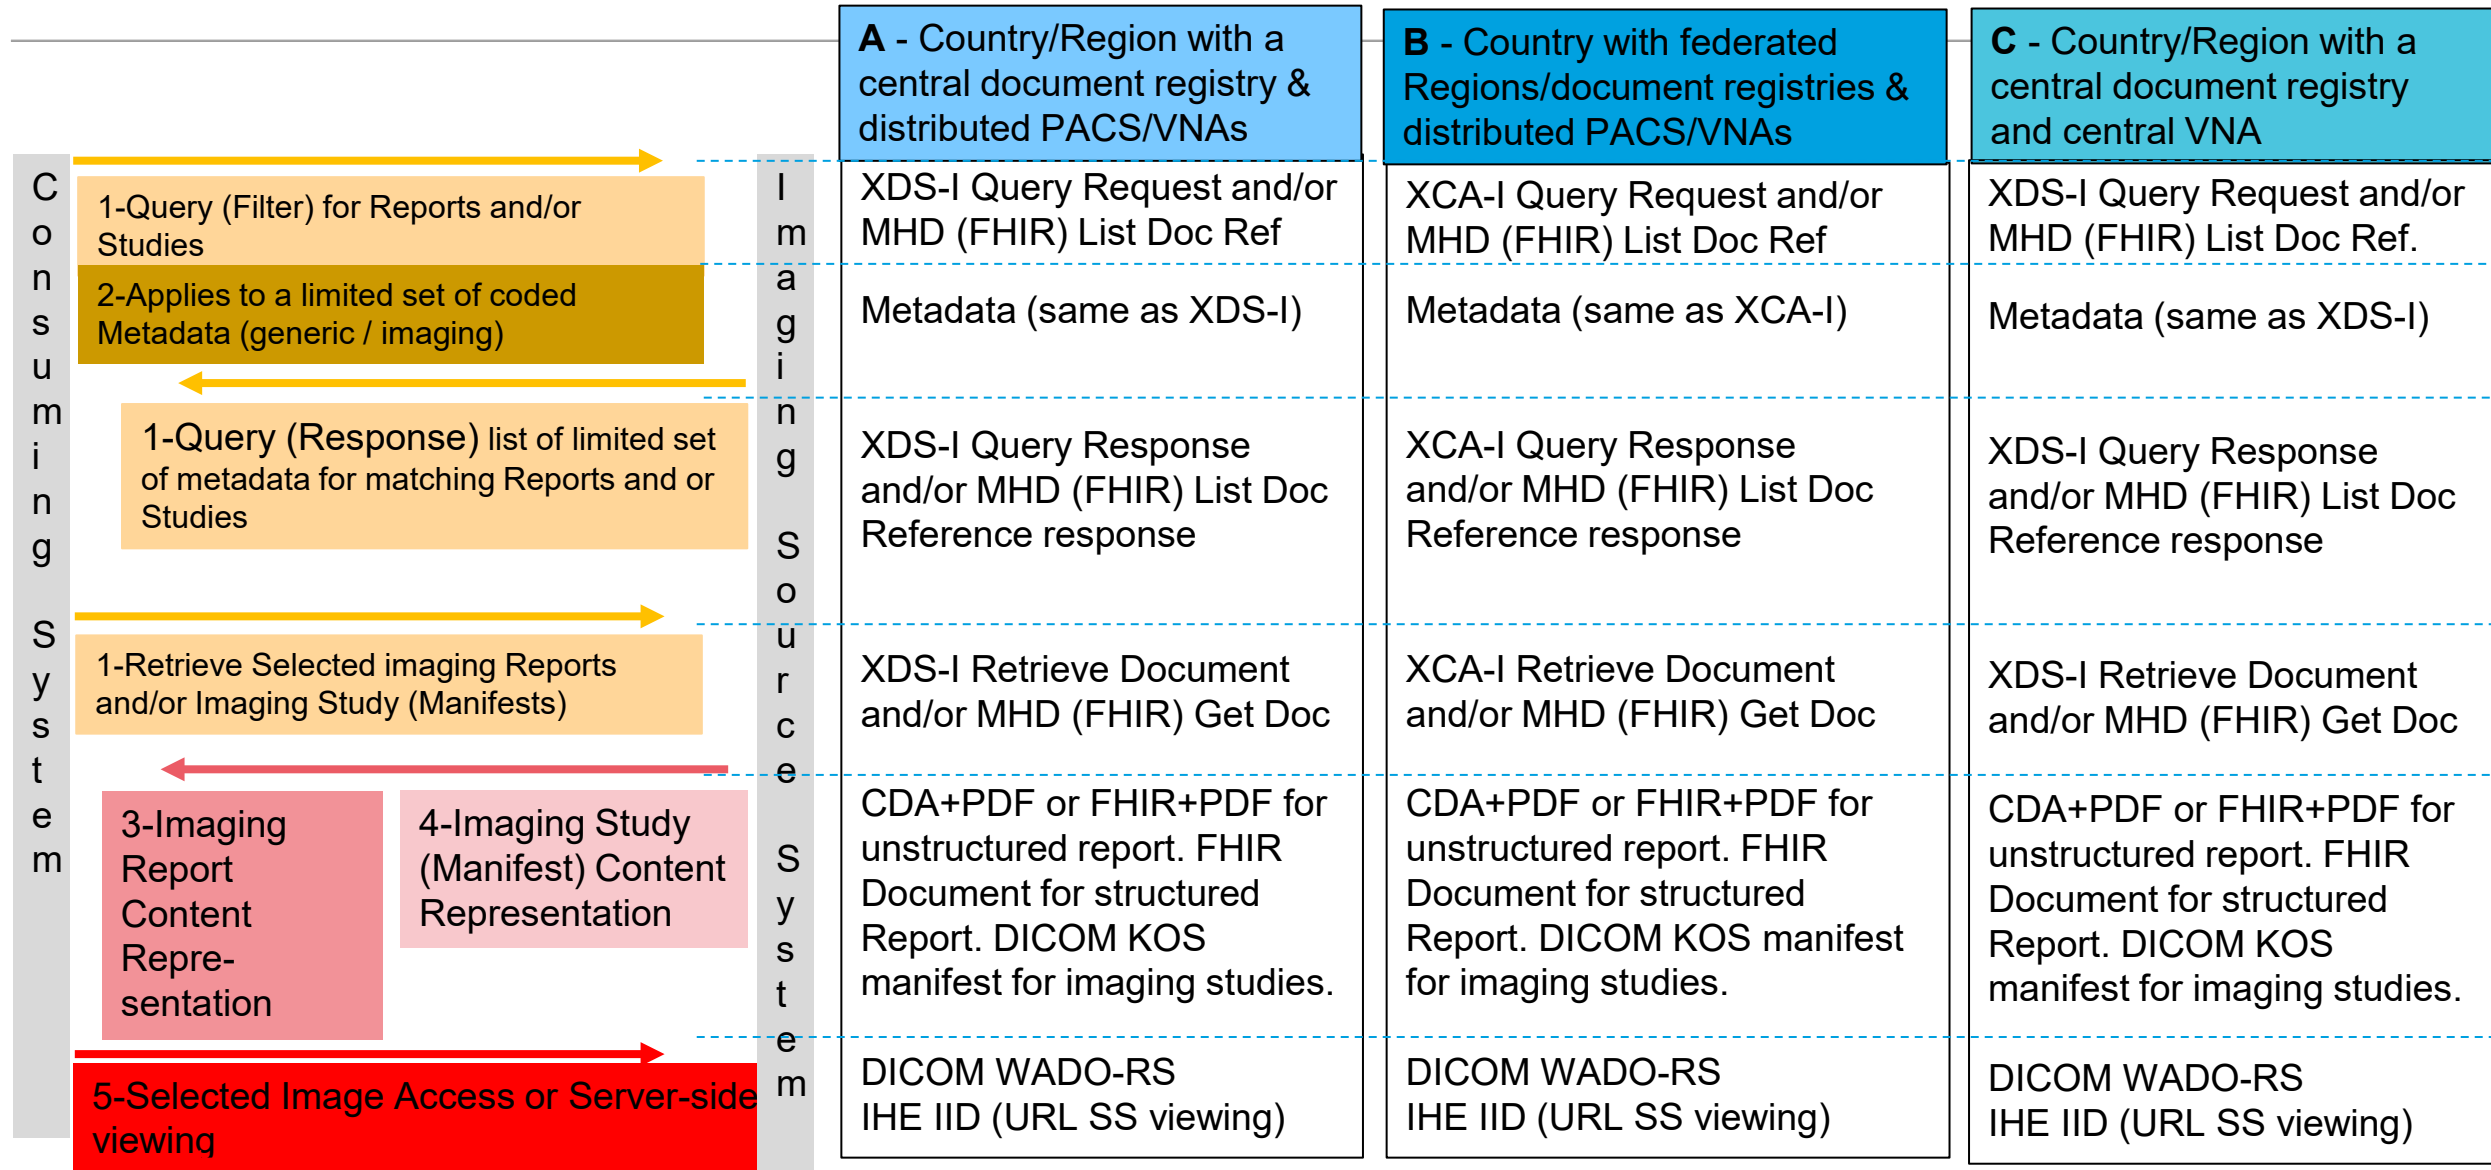 A - Country/Region with a
central document registry &
distributed PACS/VNAs
B - Country with federated
Regions/document registries &
distributed PACS/VNAs
C - Country/Region with a
central document registry
and central VNA
Consuming System
Imaging Source System
1-Query (Filter) for Reports and/or
Studies
XDS-I Query Request and/or
MHD (FHIR) List Doc Ref
XCA-I Query Request and/or
MHD (FHIR) List Doc Ref
XDS-I Query Request and/or
MHD (FHIR) List Doc Ref.
2-Applies to a limited set of coded
Metadata (generic / imaging)
Metadata (same as XDS-I)
Metadata (same as XCA-I)
Metadata (same as XDS-I)
1-Query (Response) list of limited set
of metadata for matching Reports and or
Studies
XDS-I Query Response
and/or MHD (FHIR) List Doc
Reference response
XCA-I Query Response
and/or MHD (FHIR) List Doc
Reference response
XDS-I Query Response
and/or MHD (FHIR) List Doc
Reference response
1-Retrieve Selected imaging Reports
and/or Imaging Study (Manifests)
XDS-I Retrieve Document
and/or MHD (FHIR) Get Doc
XCA-I Retrieve Document
and/or MHD (FHIR) Get Doc
XDS-I Retrieve Document
and/or MHD (FHIR) Get Doc
3-Imaging
Report
Content
Repre-
sentation
4-Imaging Study
(Manifest) Content
Representation
CDA+PDF or FHIR+PDF for
unstructured report. FHIR
Document for structured
Report. DICOM KOS
manifest for imaging studies.
CDA+PDF or FHIR+PDF for
unstructured report. FHIR
Document for structured
Report. DICOM KOS manifest
for imaging studies.
CDA+PDF or FHIR+PDF for
unstructured report. FHIR
Document for structured
Report. DICOM KOS
manifest for imaging studies.
5-Selected Image Access or Server-side
viewing
DICOM WADO-RS
IHE IID (URL SS viewing)
DICOM WADO-RS
IHE IID (URL SS viewing)
DICOM WADO-RS
IHE IID (URL SS viewing)